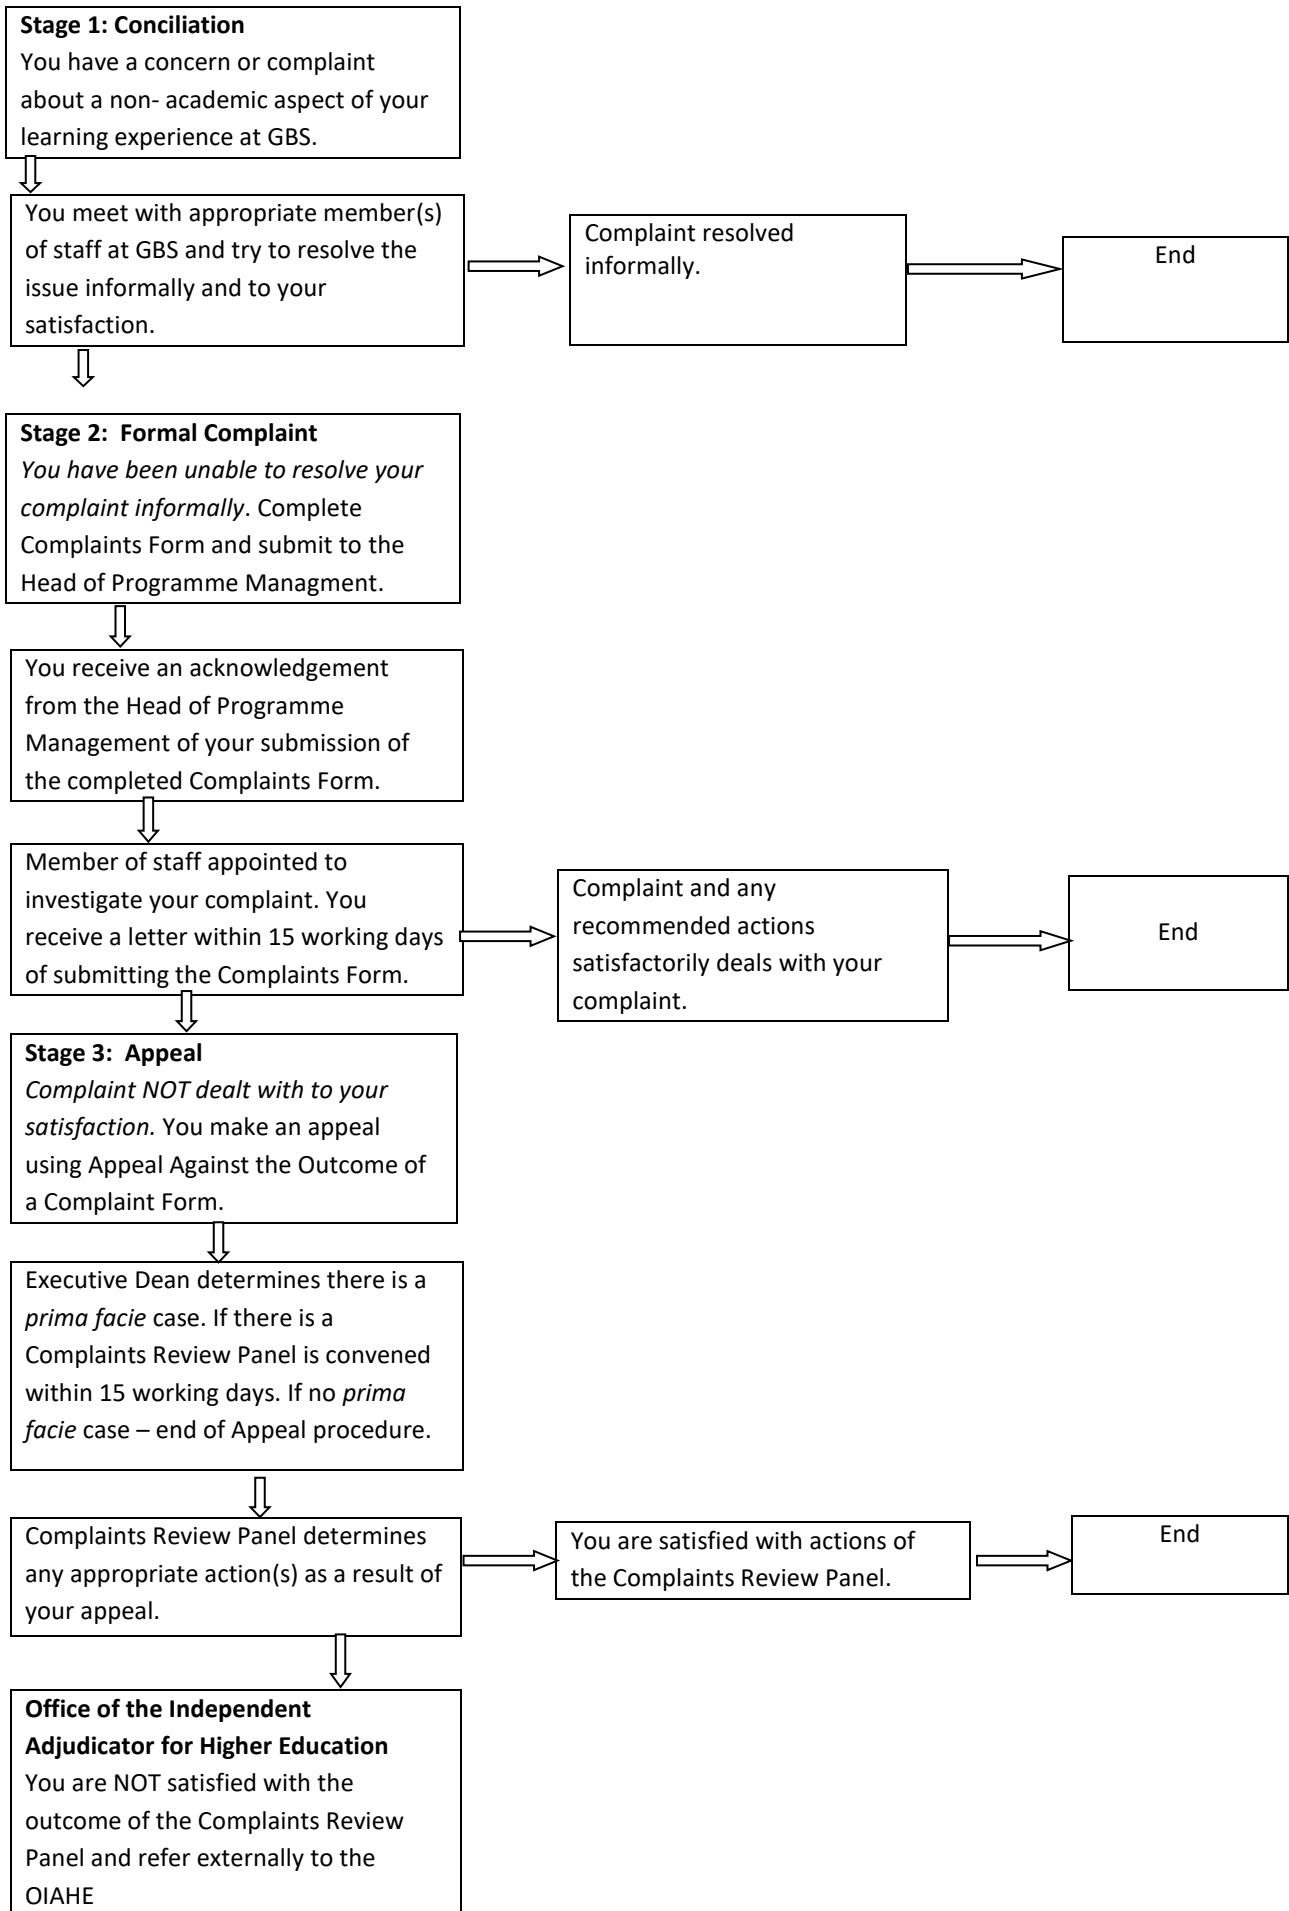 Stage 1: Conciliation
You have a concern or complaint
about a non- academic aspect of your
learning experience at GBS.
You meet with appropriate member(s)
of staff at GBS and try to resolve the
issue informally and to your
satisfaction.
Complaint resolved
informally.
End
Stage 2:  Formal Complaint
You have been unable to resolve your
complaint informally. Complete
Complaints Form and submit to the
Head of Programme Managment.
You receive an acknowledgement
from the Head of Programme
Management of your submission of
the completed Complaints Form.
Member of staff appointed to
investigate your complaint. You
receive a letter within 15 working days
of submitting the Complaints Form.
Complaint and any
recommended actions
satisfactorily deals with your
complaint.
End
Stage 3:  Appeal
Complaint NOT dealt with to your
satisfaction. You make an appeal
using Appeal Against the Outcome of
a Complaint Form.
Executive Dean determines there is a
prima facie case. If there is a
Complaints Review Panel is convened
within 15 working days. If no prima
facie case – end of Appeal procedure.
Complaints Review Panel determines
any appropriate action(s) as a result of
your appeal.
You are satisfied with actions of
the Complaints Review Panel.
End
Office of the Independent
Adjudicator for Higher Education
You are NOT satisfied with the
outcome of the Complaints Review
Panel and refer externally to the
OIAHE